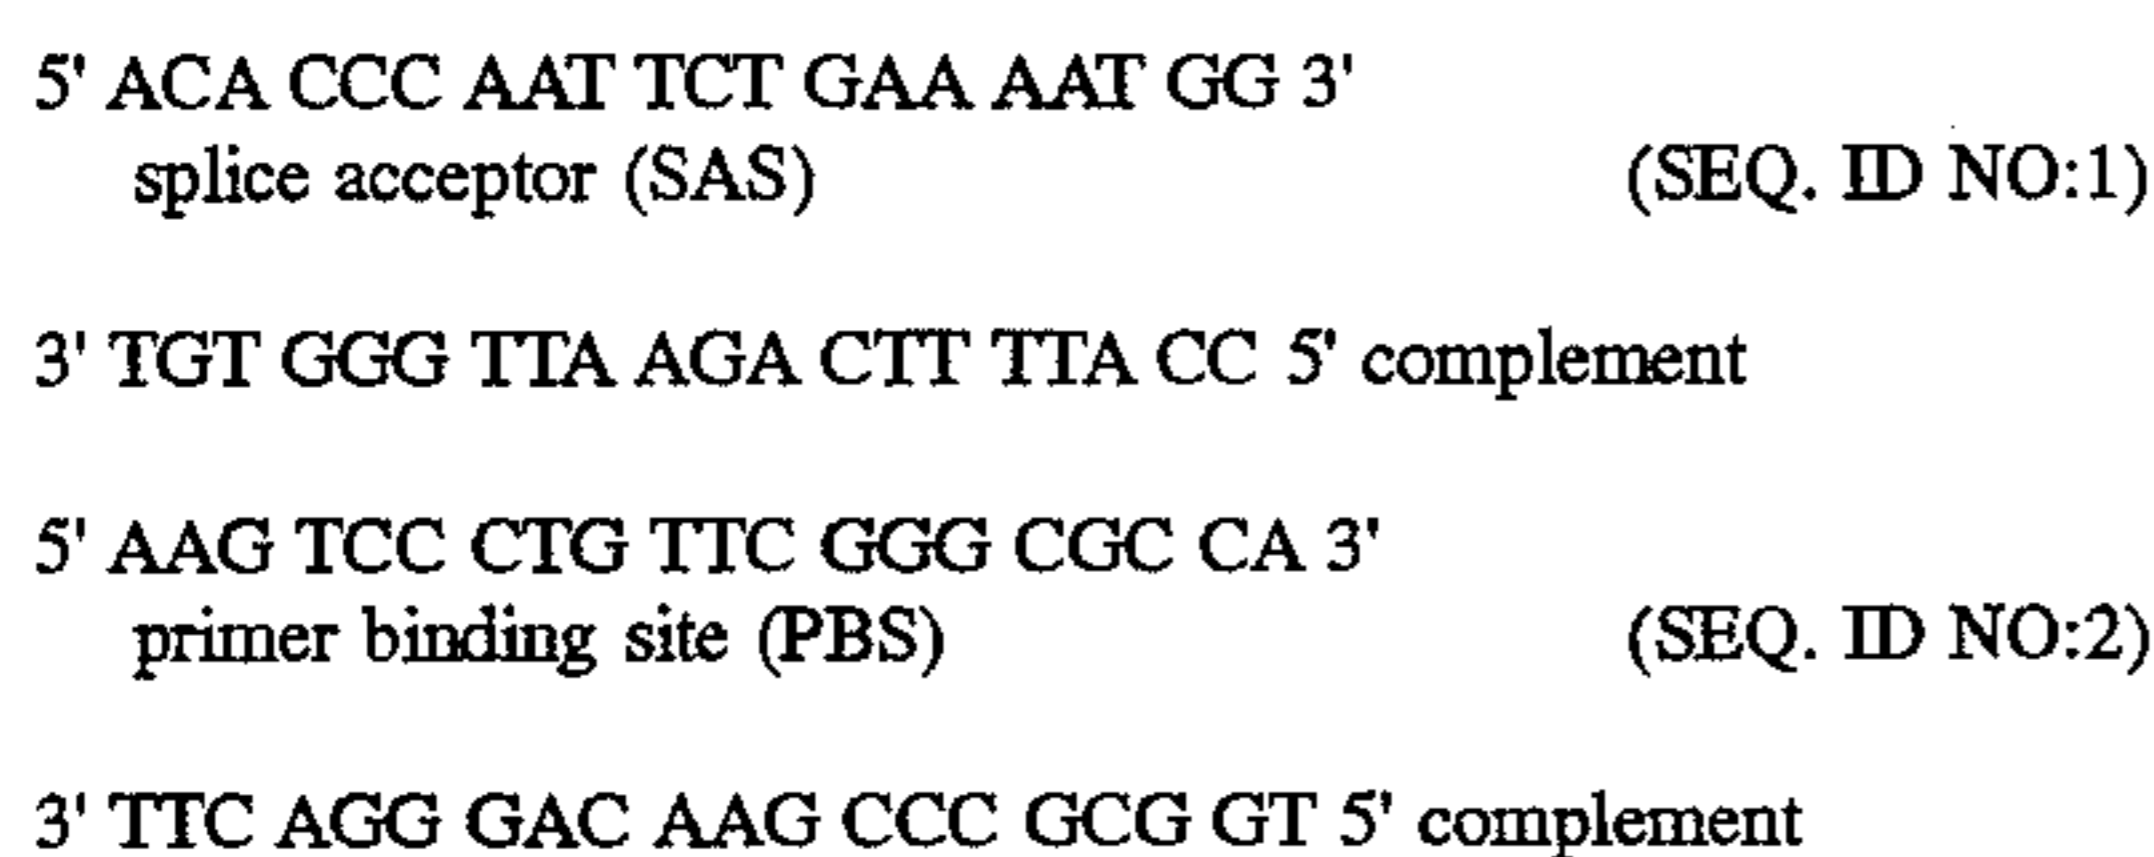 5' ACA CCC AAT TCT GAA AAT GG 3'
splice acceptor (SAS) (SEQ. ID NO:1)
3' TGT GGG TTA AGA CTT TTA CC 5' complement
5' AAG TCC CTG TTC GGG CGC CA 3'
primer binding site (PBS) (SEQ. ID NO:2)
3' TTC AGG GAC AAG CCC GCG GT 5' complement